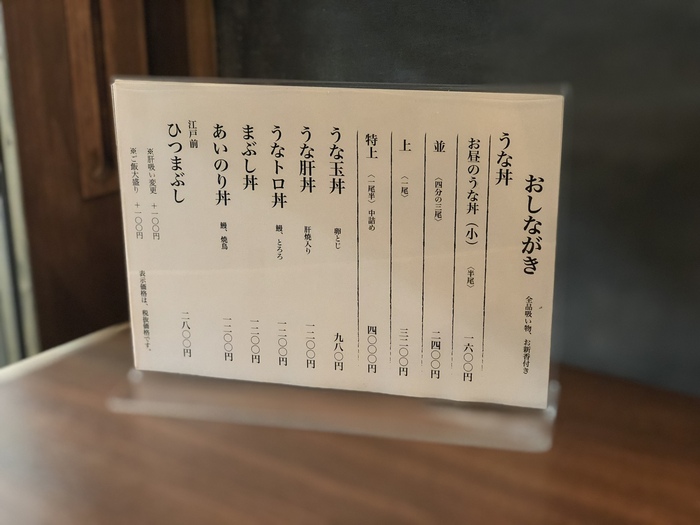 おしながき 全品吸い物、お新香付き
うな丼
お昼のうな丼（小）〈半尾〉 一六〇〇円
並〈四分の三尾〉 二四〇〇円
上〈一尾〉 三二〇〇円
特上〈一尾半〉中詰め 四〇〇〇円
うな玉丼 卵とじ 九八〇円
うな肝丼 肝焼入り 一二〇〇円
うなトロ丼 鰻、とろろ 一二〇〇円
まぶし丼 一二〇〇円
あいのり丼 鰻、焼鳥 一二〇〇円
江戸前
ひつまぶし 二八〇〇円
※肝吸い変更 ＋一〇〇円
※ご飯大盛り ＋一〇〇円
表示価格は、税抜価格です。